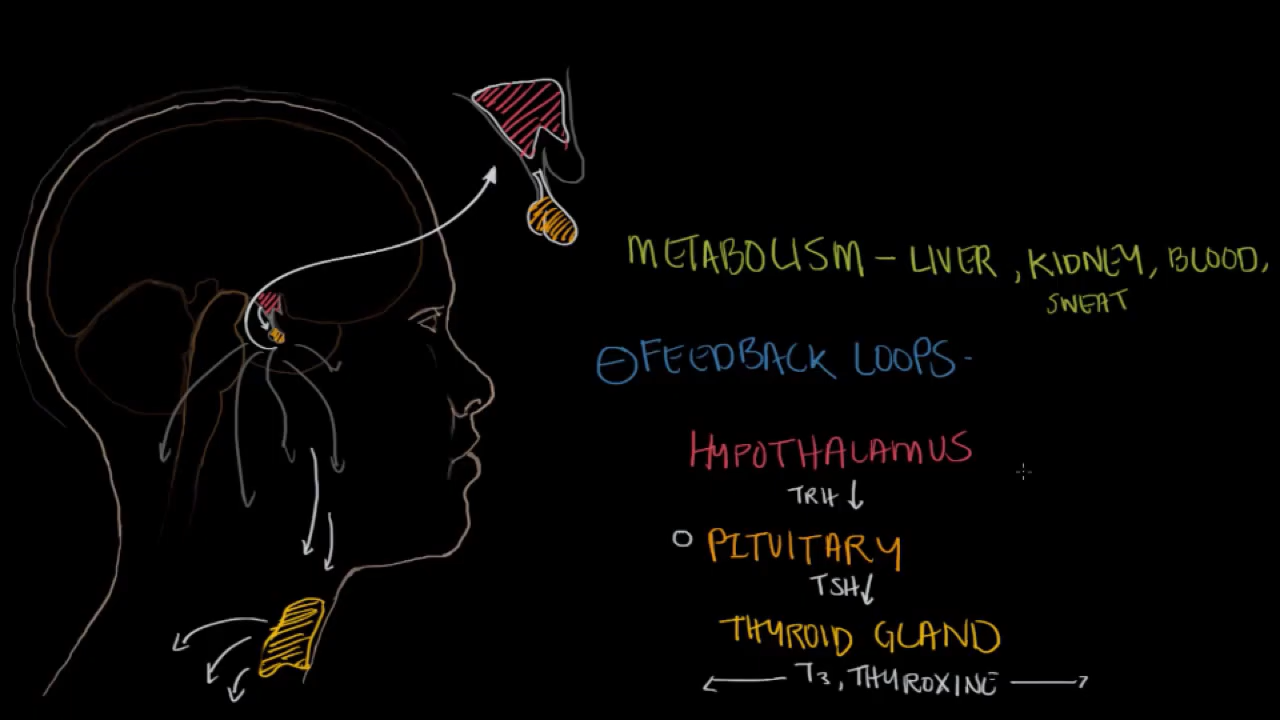 METABOLISM – LIVER, KIDNEY, BLOOD,
SWEAT
⊖FEEDBACK LOOPS-
HYPOTHALAMUS
TRH ↓
PITUITARY
TSH ↓
THYROID GLAND
← T₃, THYROXINE →